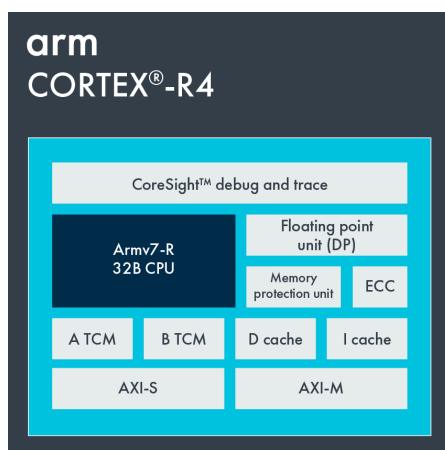 arm
CORTEX®-R4
CoreSight™ debug and trace
Armv7-R
32B CPU
Floating point
unit (DP)
Memory
protection unit
ECC
A TCM
B TCM
D cache
I cache
AXI-S
AXI-M